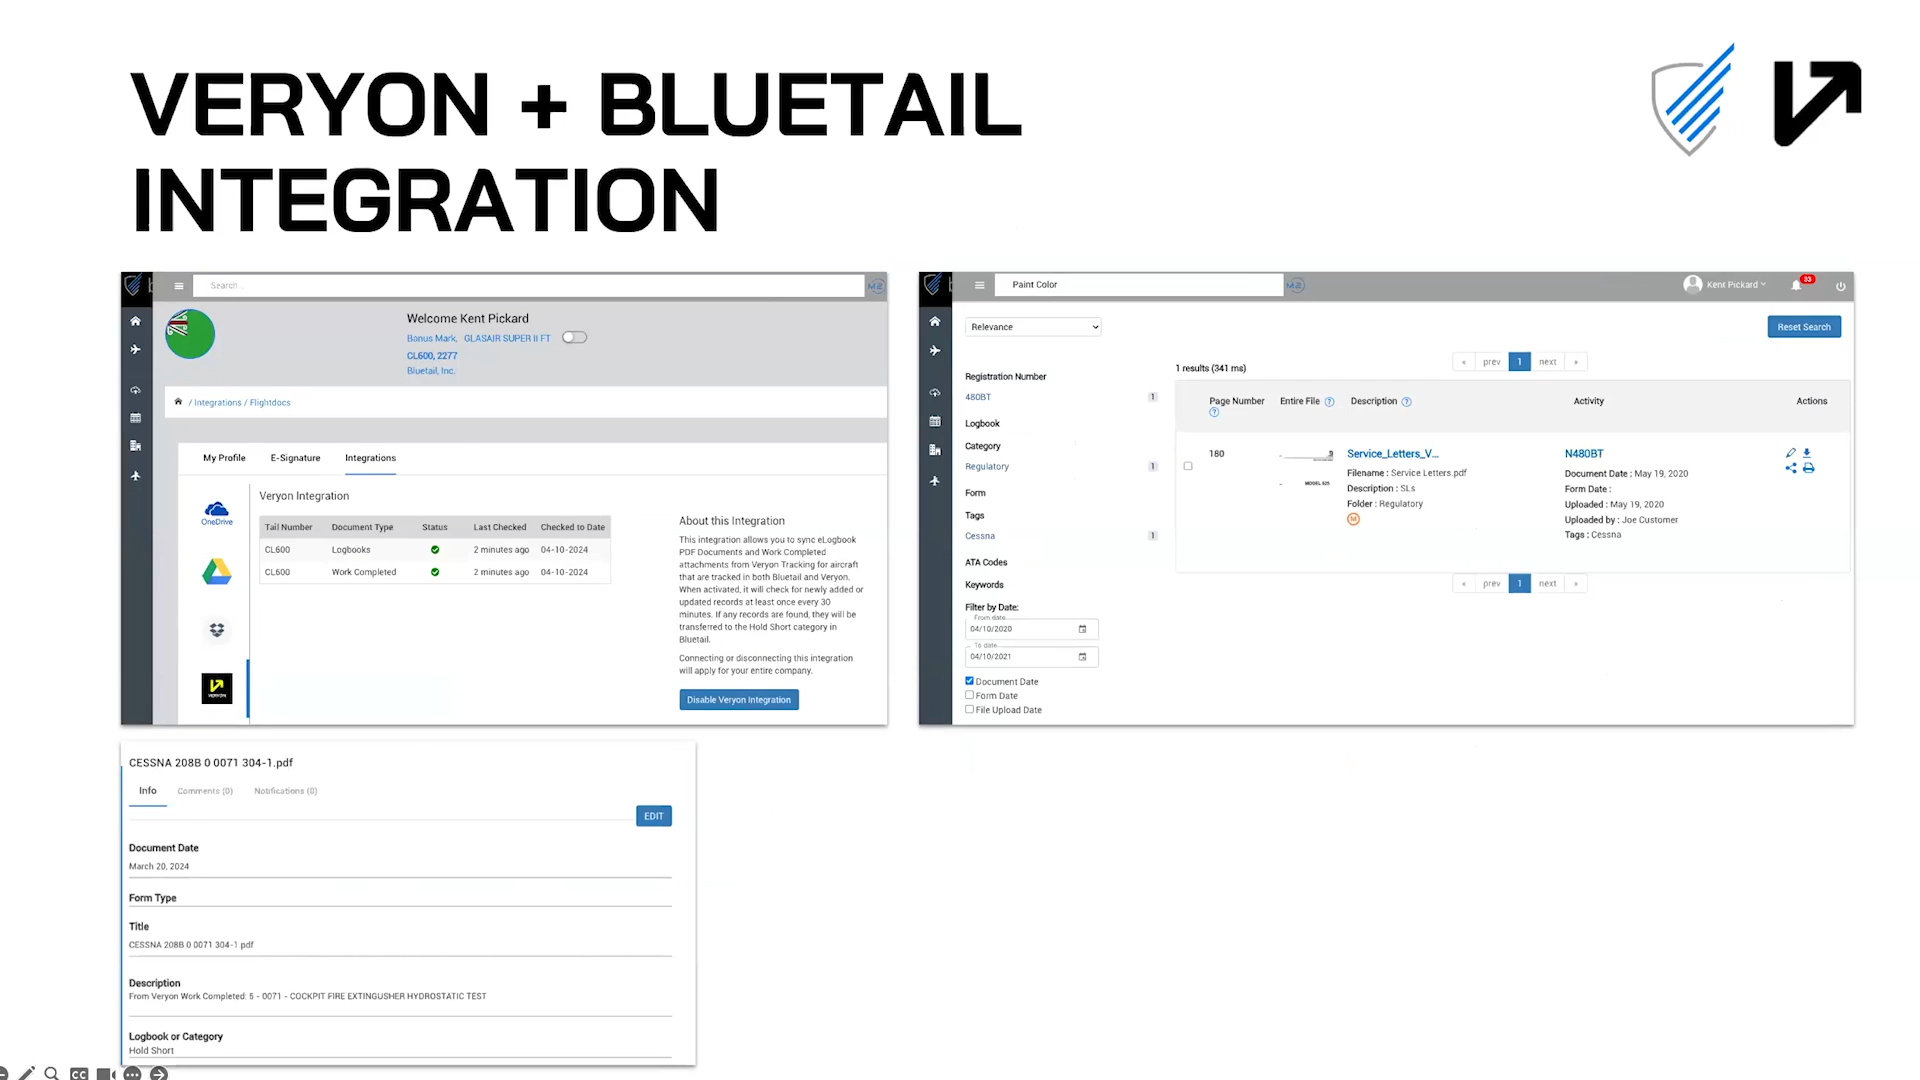 VERYON + BLUETAIL
INTEGRATION
Search...
Welcome Kent Pickard
Bonus Mark, GLASAIR SUPER II FT
CL600, 2277
Bluetail, Inc.
/ Integrations / Flightdocs
My Profile E-Signature Integrations
OneDrive
VERYON
Veryon Integration
Tail Number Document Type Status Last Checked Checked to Date
CL600 Logbooks 2 minutes ago 04-10-2024
CL600 Work Completed 2 minutes ago 04-10-2024
About this Integration
This integration allows you to sync eLogbook
PDF Documents and Work Completed
attachments from Veryon Tracking for aircraft
that are tracked in both Bluetail and Veryon.
When activated, it will check for newly added or
updated records at least once every 30
minutes. If any records are found, they will be
transferred to the Hold Short category in
Bluetail.
Connecting or disconnecting this integration
will apply for your entire company.
Disable Veryon Integration
Paint Color
Kent Pickard
33
Relevance
Reset Search
Registration Number
480BT 1
Logbook
Category
Regulatory 1
Form
Tags
Cessna 1
ATA Codes
Keywords
Filter by Date:
From date
04/10/2020
To date
04/10/2021
Document Date
Form Date
File Upload Date
1 results (341 ms)
« prev 1 next »
Page Number ? Entire File ? Description ? Activity Actions
180
MODEL 625
Service_Letters_V...
Filename : Service Letters.pdf
Description : SLs
Folder : Regulatory
M
N480BT
Document Date : May 19, 2020
Form Date :
Uploaded : May 19, 2020
Uploaded by : Joe Customer
Tags : Cessna
« prev 1 next »
CESSNA 208B 0 0071 304-1.pdf
Info Comments (0) Notifications (0)
EDIT
Document Date
March 20, 2024
Form Type
Title
CESSNA 208B 0 0071 304-1 pdf
Description
From Veryon Work Completed: 5 - 0071 - COCKPIT FIRE EXTINGUSHER HYDROSTATIC TEST
Logbook or Category
Hold Short
CC